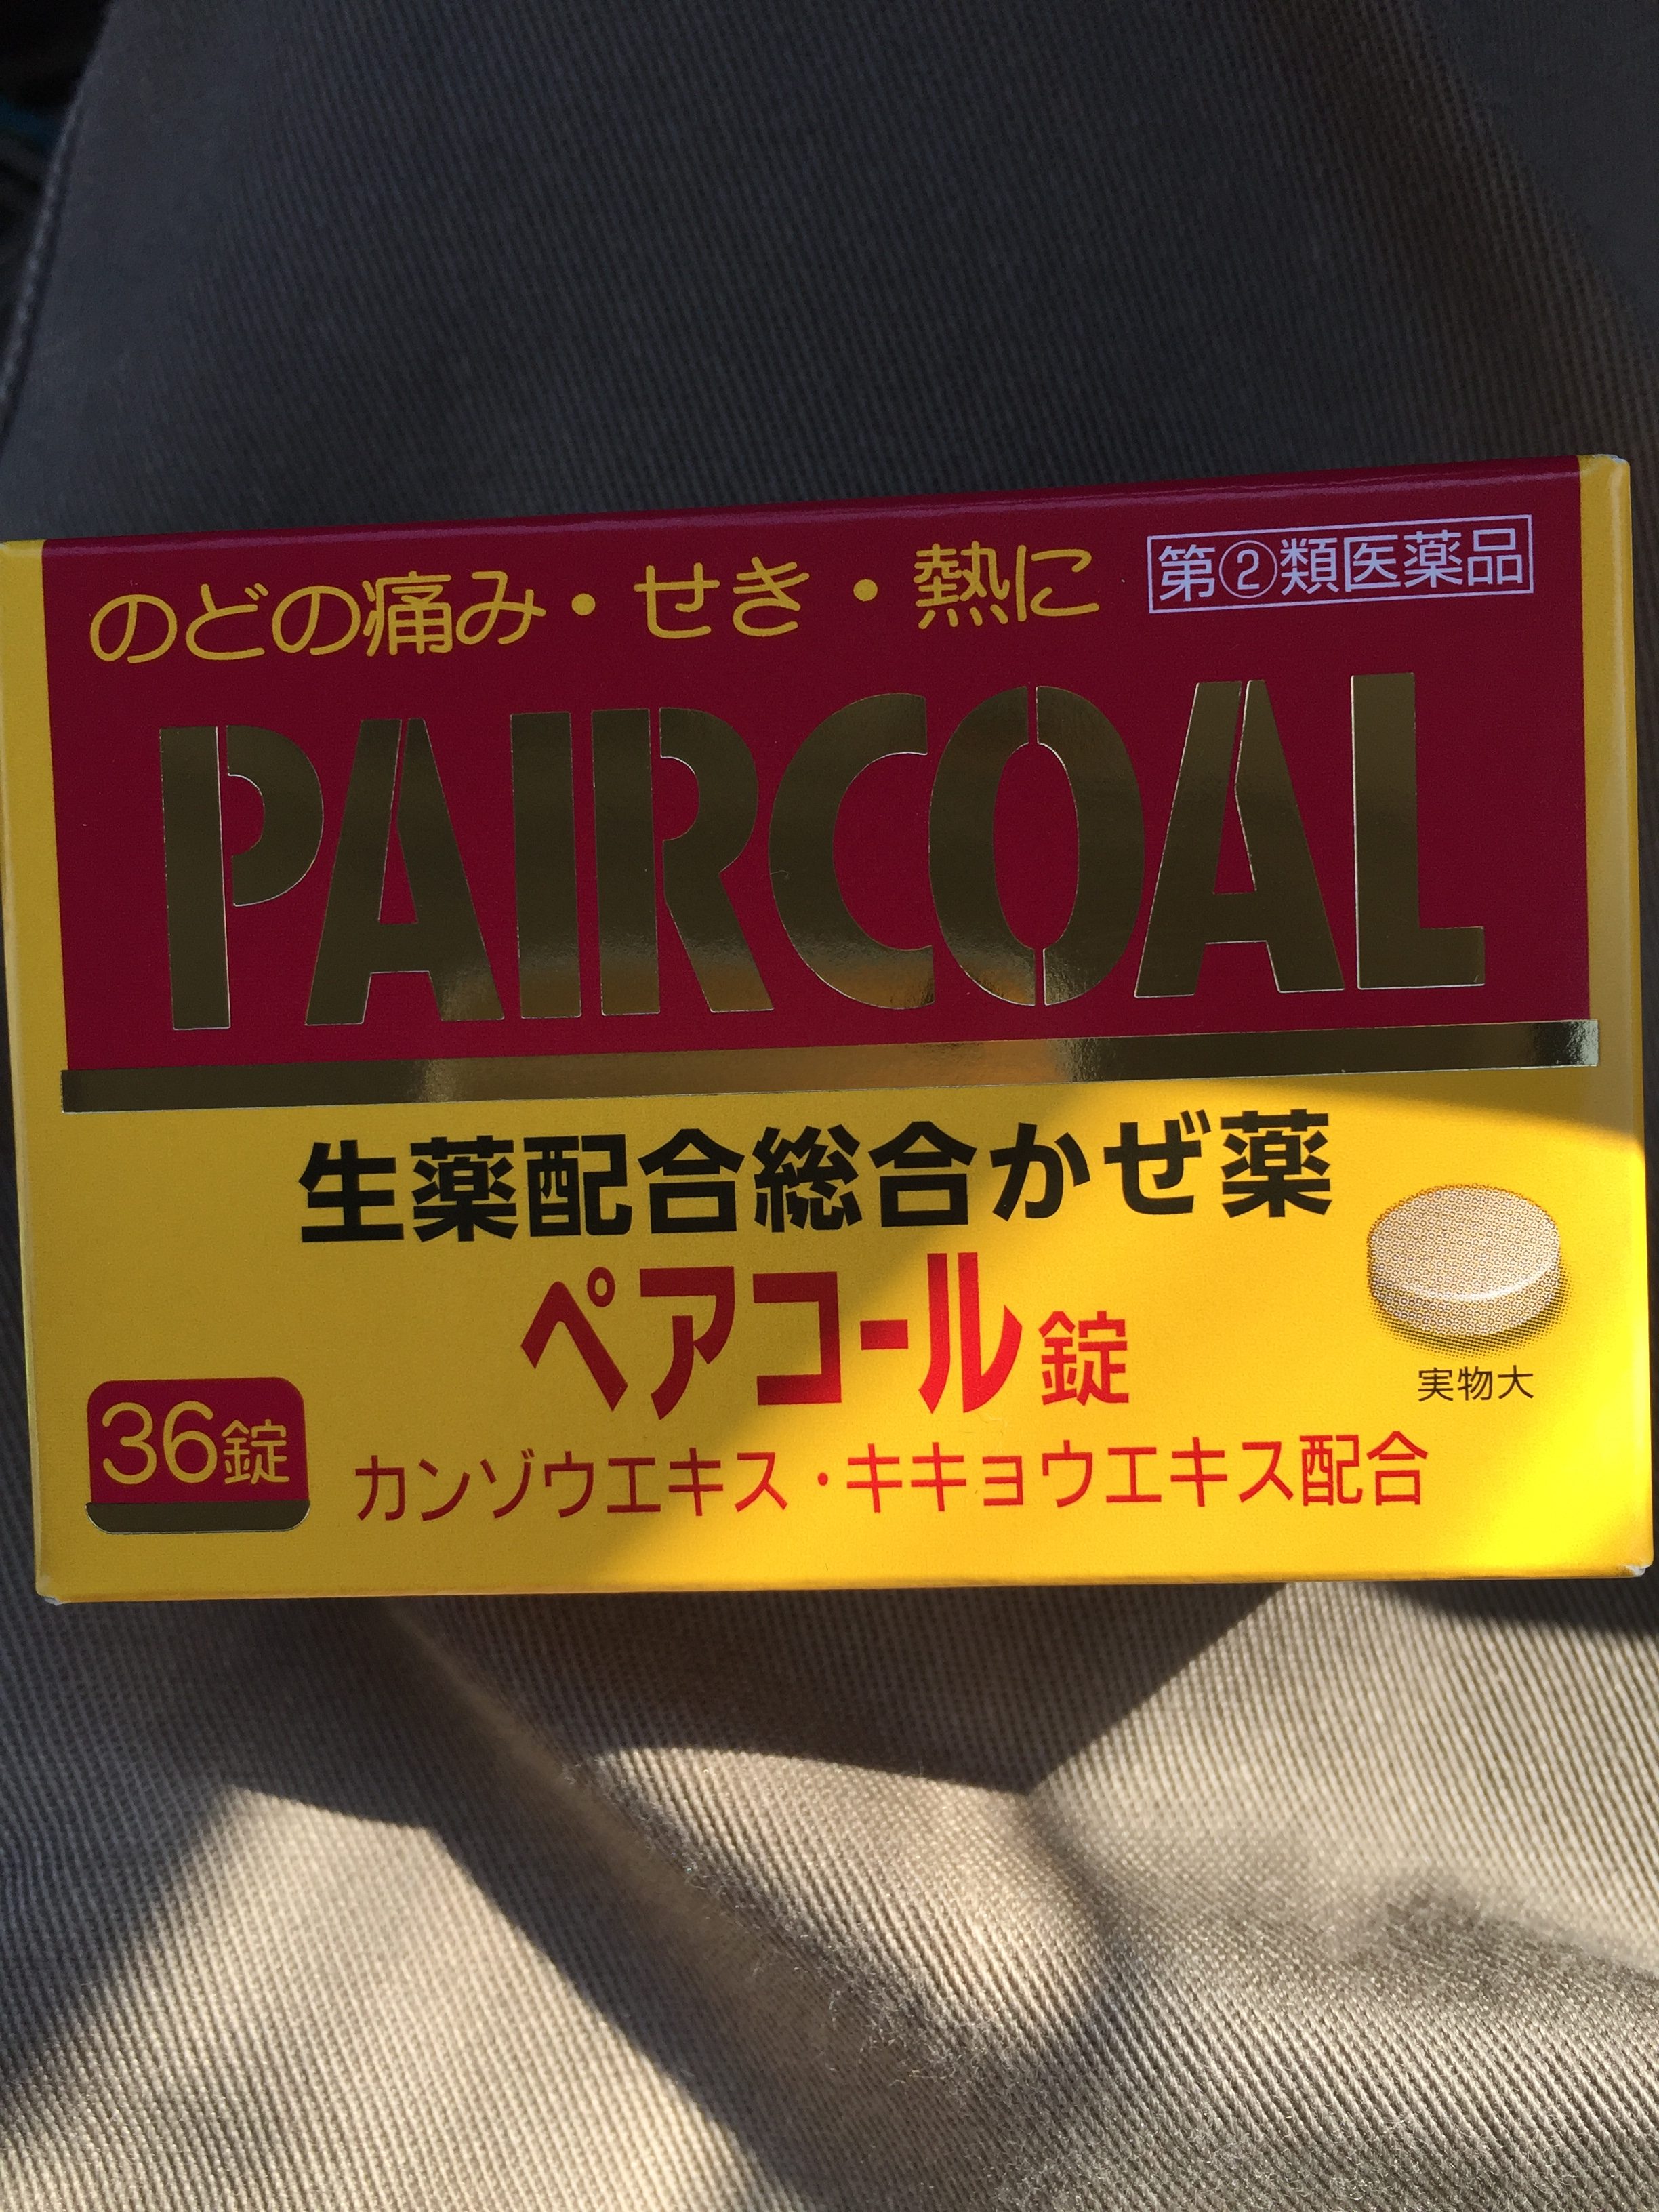 のどの痛み・せき・熱に
第②類医薬品
PAIRCOAL
生薬配合総合かぜ薬
ペアコール錠
実物大
36錠
カンゾウエキス・キキョウエキス配合